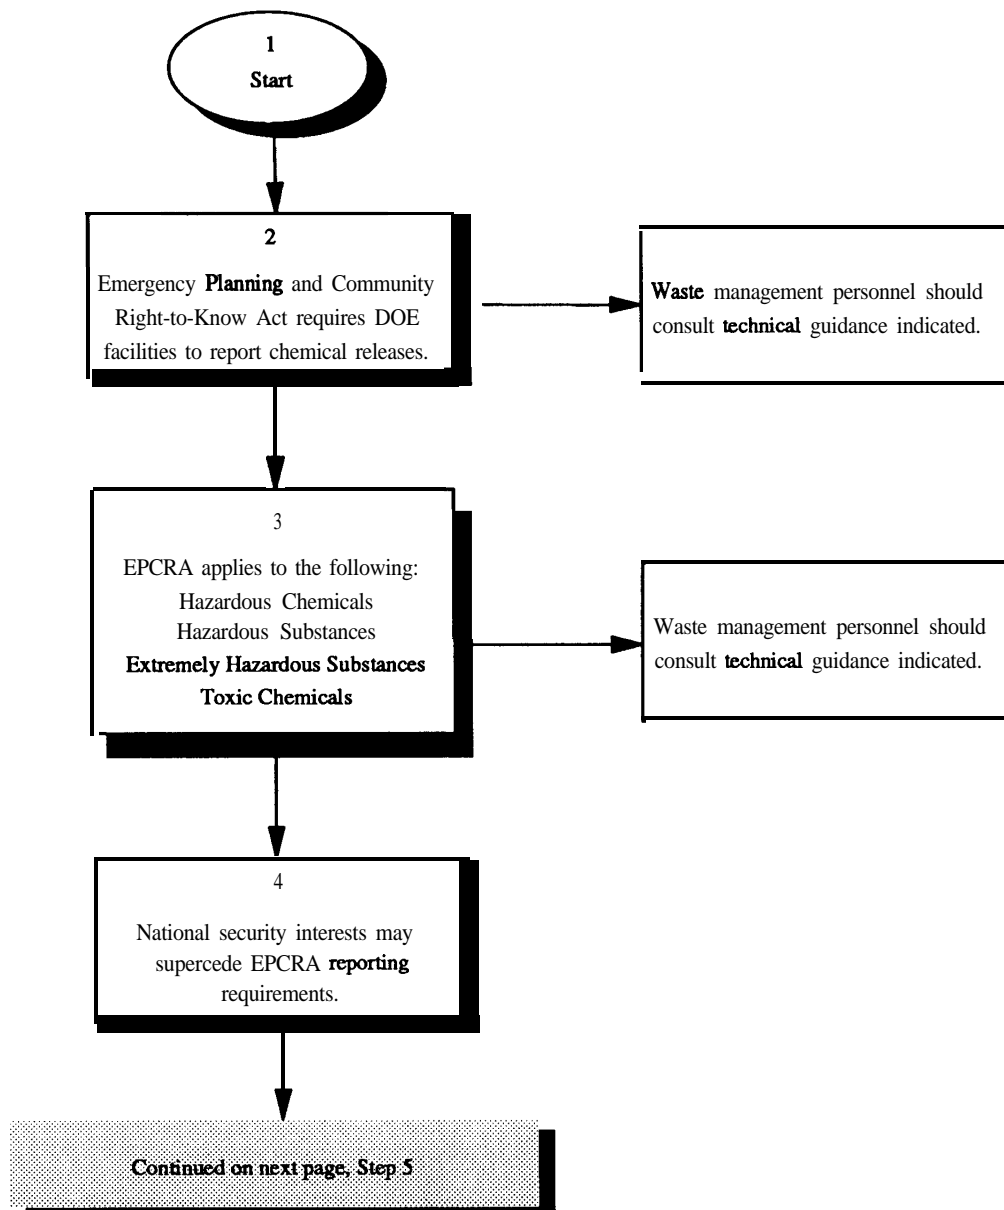 1
Start
2
Emergency Planning and Community
Right-to-Know Act requires DOE
facilities to report chemical releases.
Waste management personnel should
consult technical guidance indicated.
3
EPCRA applies to the following:
Hazardous Chemicals
Hazardous Substances
Extremely Hazardous Substances
Toxic Chemicals
Waste management personnel should
consult technical guidance indicated.
4
National security interests may
supercede EPCRA reporting
requirements.
Continued on next page, Step 5